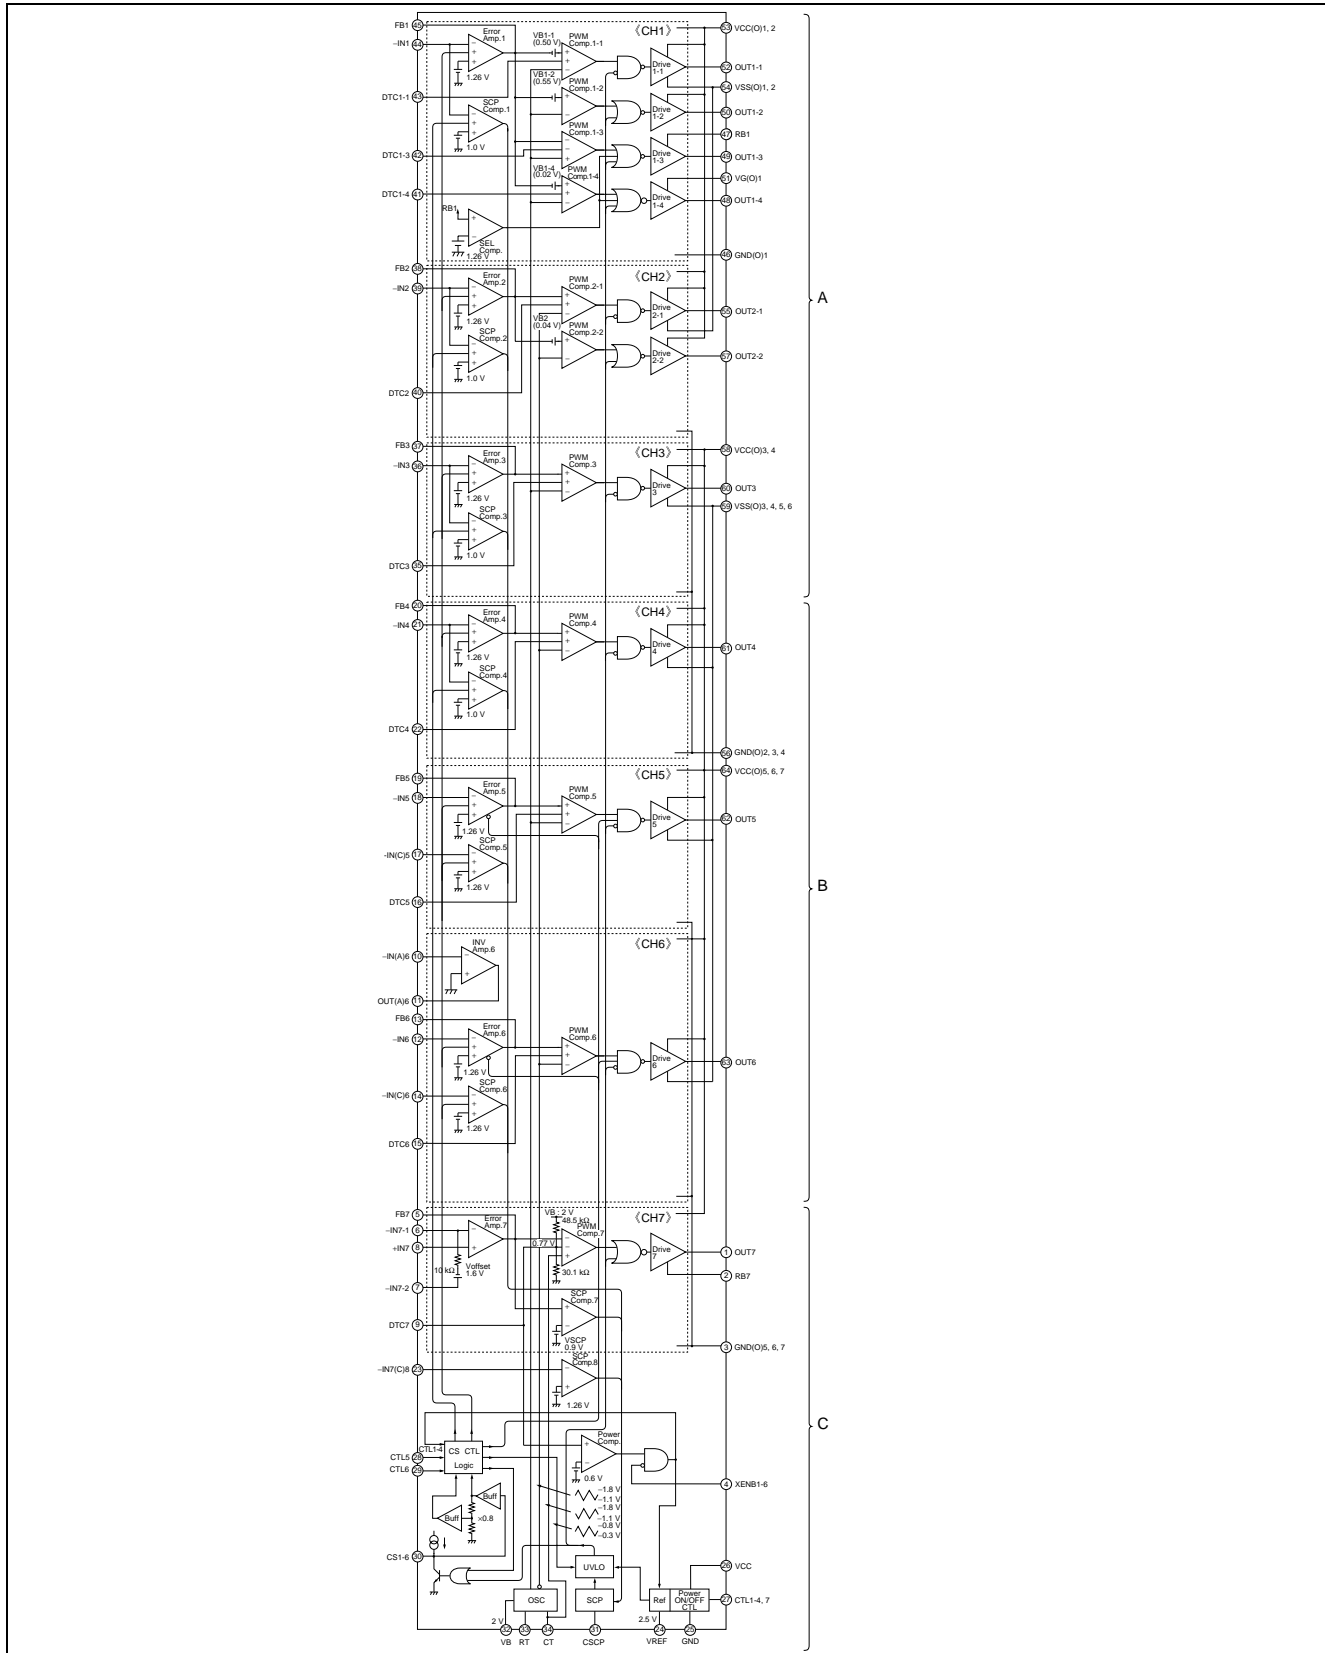 FB1 45
−IN1 44
Error Amp.1
1.26 V
DTC1-1 43
SCP Comp.1
1.0 V
DTC1-3 42
DTC1-4 41
RB1
SEL Comp.
1.26 V
VB1-1 (0.50 V)
PWM Comp.1-1
VB1-2 (0.55 V)
PWM Comp.1-2
PWM Comp.1-3
VB1-4 (0.02 V)
PWM Comp.1-4
《CH1》
Drive 1-1
Drive 1-2
Drive 1-3
Drive 1-4
53 VCC(O)1, 2
52 OUT1-1
54 VSS(O)1, 2
50 OUT1-2
47 RB1
49 OUT1-3
51 VG(O)1
48 OUT1-4
46 GND(O)1
FB2 38
−IN2 39
Error Amp.2
1.26 V
SCP Comp.2
1.0 V
DTC2 40
PWM Comp.2-1
VB2 (0.04 V)
PWM Comp.2-2
《CH2》
Drive 2-1
Drive 2-2
55 OUT2-1
57 OUT2-2
A
FB3 37
−IN3 36
Error Amp.3
1.26 V
SCP Comp.3
1.0 V
DTC3 35
PWM Comp.3
《CH3》
Drive 3
58 VCC(O)3, 4
60 OUT3
59 VSS(O)3, 4, 5, 6
FB4 20
−IN4 21
Error Amp.4
1.26 V
SCP Comp.4
1.0 V
DTC4 22
PWM Comp.4
《CH4》
Drive 4
61 OUT4
56 GND(O)2, 3, 4
FB5 19
−IN5 18
Error Amp.5
1.26 V
-IN(C)5 17
SCP Comp.5
1.26 V
DTC5 16
PWM Comp.5
《CH5》
Drive 5
64 VCC(O)5, 6, 7
62 OUT5
B
−IN(A)6 10
INV Amp.6
OUT(A)6 11
FB6 13
−IN6 12
Error Amp.6
1.26 V
−IN(C)6 14
SCP Comp.6
1.26 V
DTC6 15
PWM Comp.6
《CH6》
Drive 6
63 OUT6
FB7 5
−IN7-1 6
+IN7 8
Error Amp.7
10 kΩ
Voffset 1.6 V
−IN7-2 7
DTC7 9
VB : 2 V
48.5 kΩ
0.77 V
PWM Comp.7
30.1 kΩ
SCP Comp.7
VSCP 0.9 V
《CH7》
Drive 7
1 OUT7
2 RB7
3 GND(O)5, 6, 7
−IN7(C)8 23
SCP Comp.8
1.26 V
C
CTL1-4
CTL5 28
CTL6 29
CS CTL
Logic
Buff
Buff
×0.8
CS1-6 30
Power Comp.
0.6 V
−1.8 V
−1.1 V
−1.8 V
−1.1 V
−0.8 V
−0.3 V
4 XENB1-6
UVLO
OSC
SCP
Ref
Power ON/OFF CTL
26 VCC
27 CTL1-4, 7
2 V
2.5 V
32 33 34 31 24 25
VB RT CT CSCP VREF GND